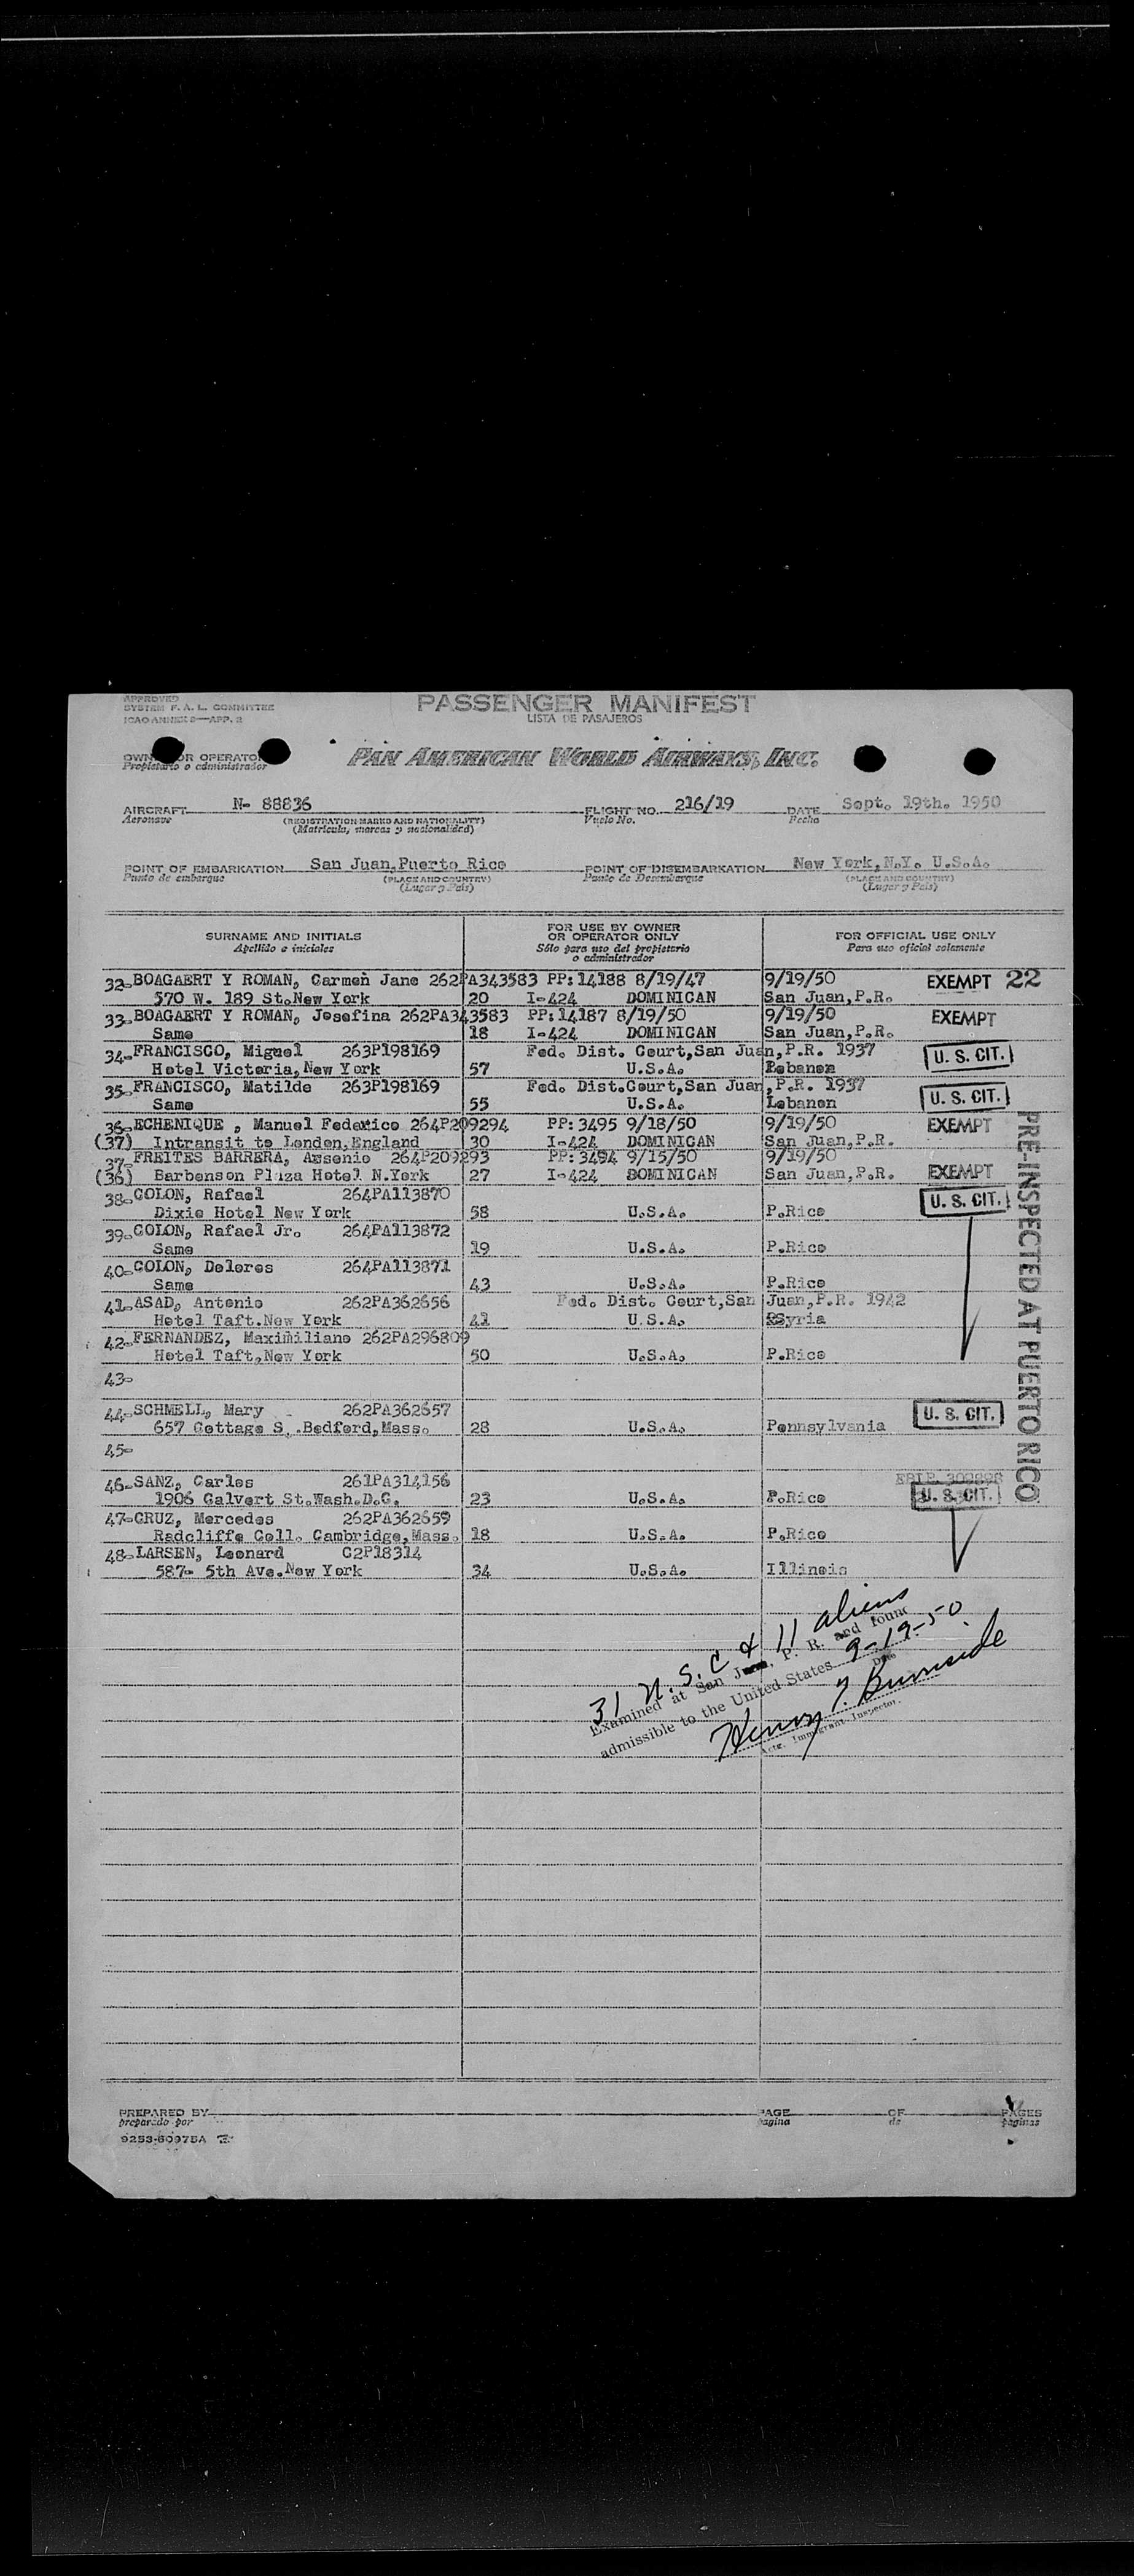 APPROVED
SYSTEM F. A. L. COMMITTEE
ICAO ANNEX 9—APP. 2
PASSENGER MANIFEST
LISTA DE PASAJEROS
OWNER OR OPERATOR
Propietario o administrador
PAN AMERICAN WORLD AIRWAYS, INC.
AIRCRAFT N- 88836 FLIGHT NO. 216/19 DATE Sept. 19th. 1950
Aeronave (REGISTRATION MARKS AND NATIONALITY) Vuelo No. Fecha
(Matricula, marcas y nacionalidad)
POINT OF EMBARKATION San Juan,Puerto Rico POINT OF DISEMBARKATION New York,N.Y. U.S.A.
Punto de embarque (PLACE AND COUNTRY) Punto de Desembarque (PLACE AND COUNTRY)
(Lugar y Pais) (Lugar y Pais)
SURNAME AND INITIALS FOR USE BY OWNER OR OPERATOR ONLY FOR OFFICIAL USE ONLY
Apellido e iniciales Sólo para uso del propietario o administrador Para uso oficial solamente
32-BOAGAERT Y ROMAN, Carmen Jane 262PA343583 PP:14188 8/19/47 9/19/50 EXEMPT 22
570 W. 189 St.New York 20 I-424 DOMINICAN San Juan,P.R.
33-BOAGAERT Y ROMAN, Josefina 262PA343583 PP:14187 8/19/50 9/19/50 EXEMPT
Same 18 I-424 DOMINICAN San Juan,P.R.
34-FRANCISCO, Miguel 263P198169 Fed. Dist. Court,San Juan,P.R. 1937 U. S. CIT.
Hotel Victoria,New York 57 U.S.A. Lebanon
35-FRANCISCO, Matilde 263P198169 Fed. Dist.Court,San Juan,P.R. 1937 U. S. CIT.
Same 55 U.S.A. Lebanon
36-ECHENIQUE , Manuel Federico 264P209294 PP:3495 9/18/50 9/19/50 EXEMPT
(37) Intransit to London,England 30 I-424 DOMINICAN San Juan,P.R.
37-FREITES BARRERA, Arsenio 264P209293 PP:3494 9/15/50 9/19/50
(36) Barbenson Plaza Hotel N.York 27 I-424 DOMINICAN San Juan,P.R. EXEMPT
38-COLON, Rafael 264PA113870 U. S. CIT.
Dixie Hotel New York 58 U.S.A. P.Rico
39-COLON, Rafael Jr. 264PA113872
Same 19 U.S.A. P.Rico
40-COLON, Dolores 264PA113871
Same 43 U.S.A. P.Rico
41-ASAD, Antonio 262PA362656 Fed. Dist. Court,San Juan,P.R. 1942
Hotel Taft.New York 41 U.S.A. Syria
42-FERNANDEZ, Maximiliano 262PA296809
Hotel Taft,New York 50 U.S.A. P.Rico
43-
44-SCHMELL, Mary 262PA362657 U. S. CIT.
657 Cottage S .Bedford,Mass. 28 U.S.A. Pennsylvania
45-
46-SANZ, Carlos 261PA314156
1906 Calvert St.Wash.D.C. 23 U.S.A. P.Rico U. S. CIT.
47-CRUZ, Mercedes 262PA362659
Radcliffe Coll. Cambridge,Mass. 18 U.S.A. P.Rico
48-LARSEN, Leonard C2P18314
587- 5th Ave.New York 34 U.S.A. Illinois
PRE-INSPECTED AT PUERTO RICO
31 U.S.C & 11 aliens
Examined at San Juan, P. R. and found
admissible to the United States 9-19-50
Date
Henry F. Burnside
Actg. Immigrant Inspector.
PREPARED BY PAGE OF PAGES
preparado por pagina de paginas
9253-60975A